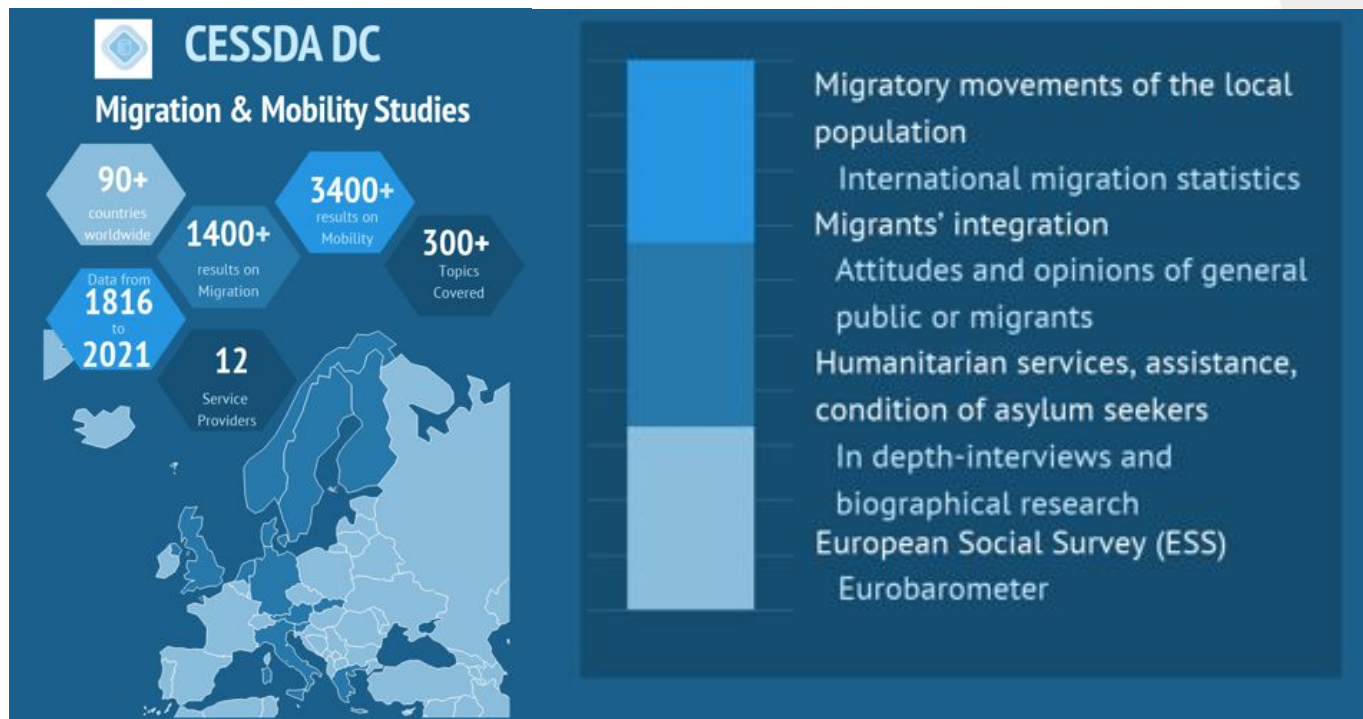 CESSDA DC
Migration & Mobility Studies
90+
countries
worldwide
3400+
results on
Mobility
1400+
results on
Migration
300+
Topics
Covered
Data from
1816
to
2021
12
Service
Providers
Migratory movements of the local
population
International migration statistics
Migrants' integration
Attitudes and opinions of general
public or migrants
Humanitarian services, assistance,
condition of asylum seekers
In depth-interviews and
biographical research
European Social Survey (ESS)
Eurobarometer